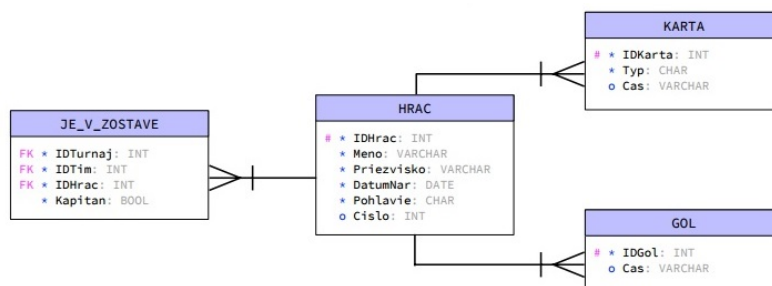 KARTA
# * IDKarta: INT
* Typ: CHAR
o Cas: VARCHAR
JE_V_ZOSTAVE
FK * IDTurnaj: INT
FK * IDTim: INT
FK * IDHrac: INT
* Kapitan: BOOL
HRAC
# * IDHrac: INT
* Meno: VARCHAR
* Priezvisko: VARCHAR
* DatumNar: DATE
* Pohlavie: CHAR
o Cislo: INT
GOL
# * IDGol: INT
o Cas: VARCHAR